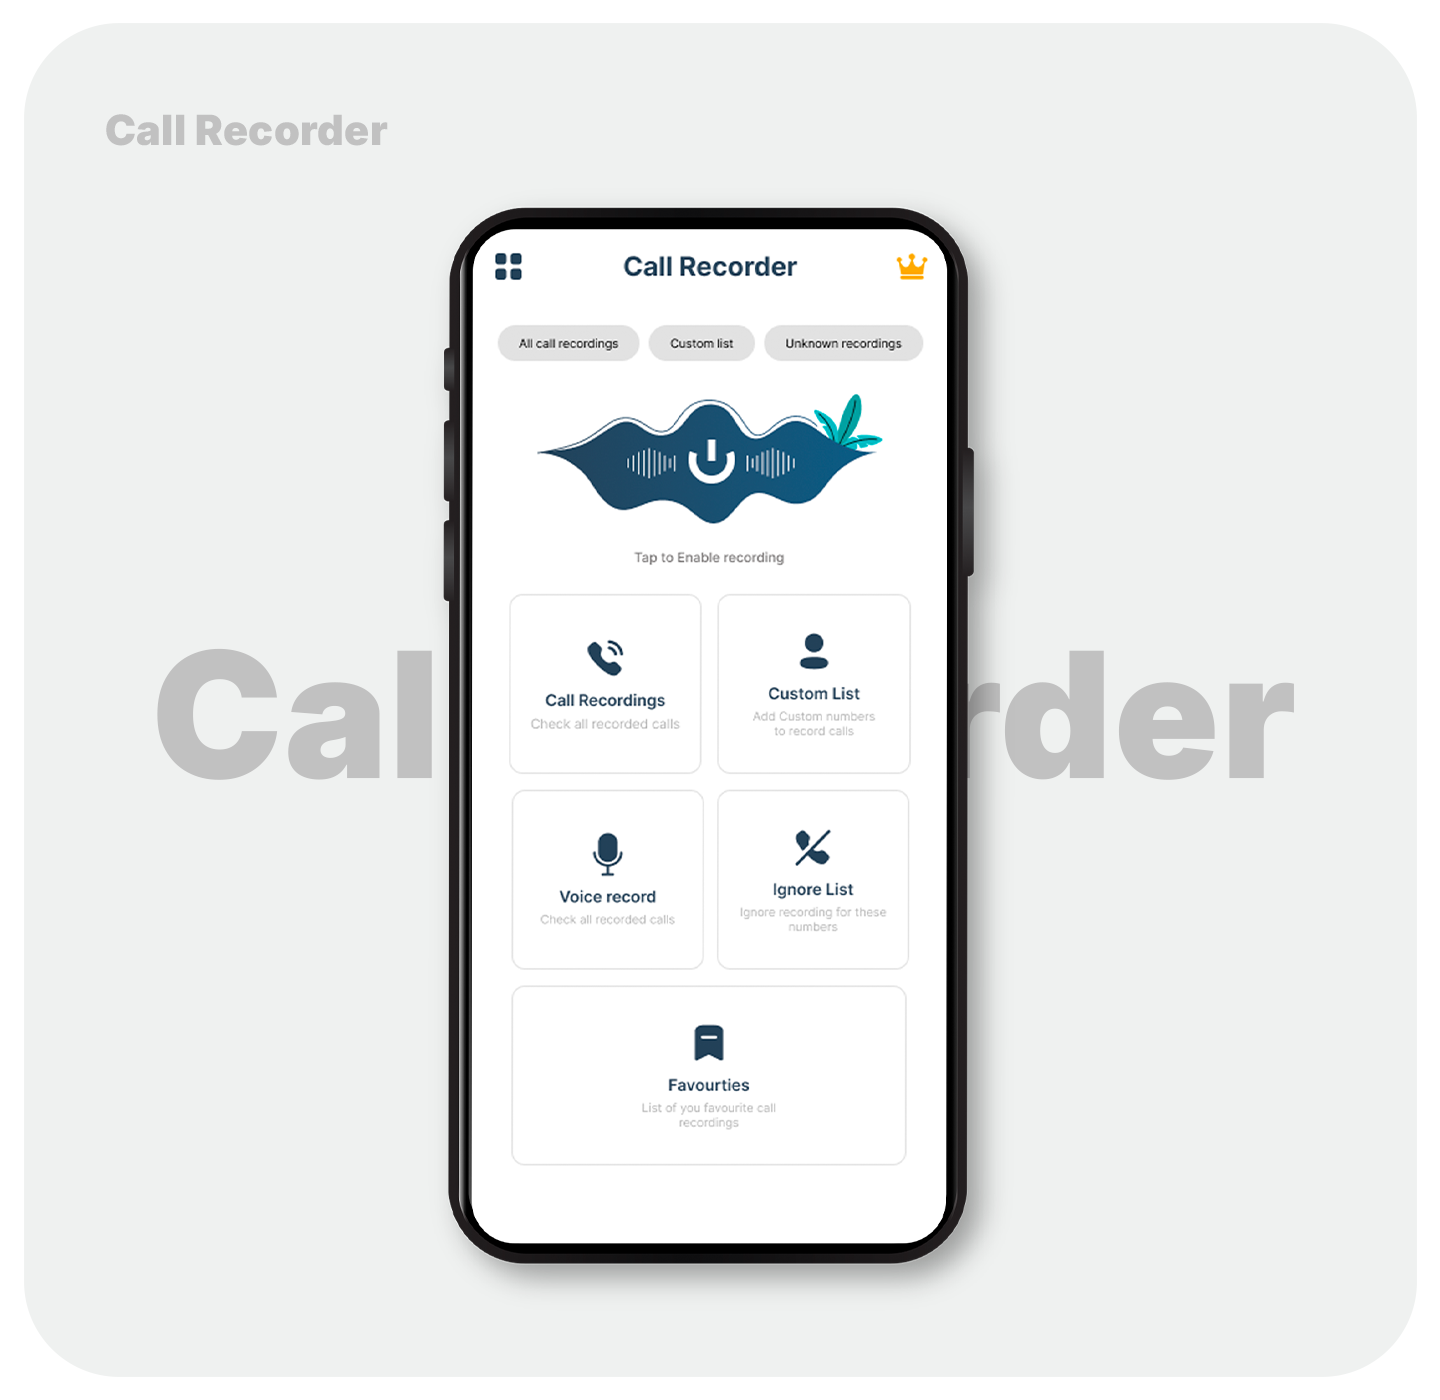 Call Recorder
Call Recorder
All call recordings
Custom list
Unknown recordings
Tap to Enable recording
Call Recordings
Check all recorded calls
Custom List
Add Custom numbers
to record calls
Cal
rder
Voice record
Check all recorded calls
Ignore List
Ignore recording for these
numbers
Favourties
List of you favourite call
recordings